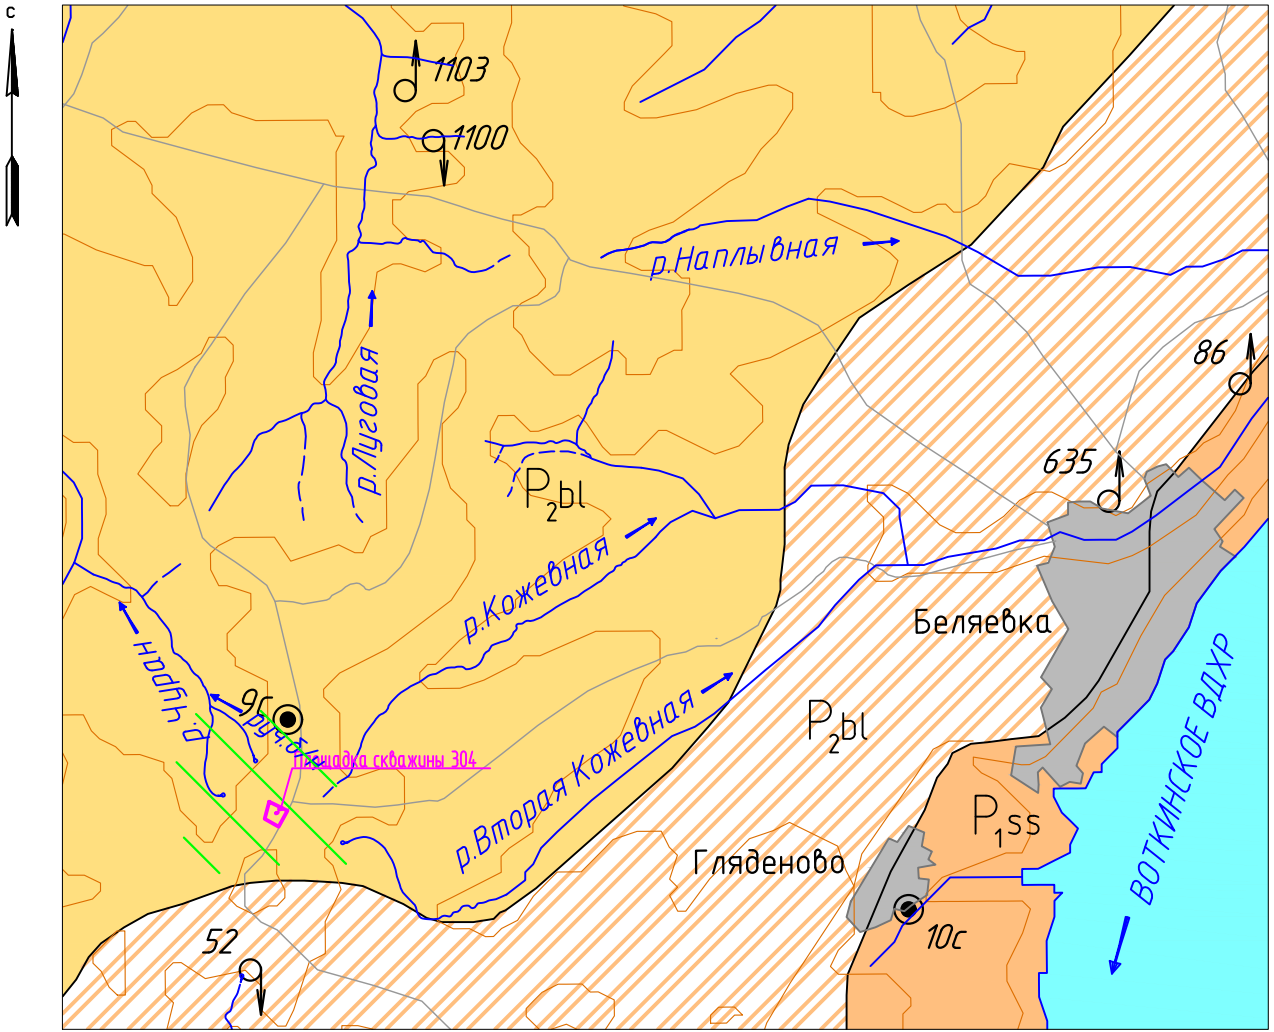 С
1103
1100
р.Наплывная
86
р.Луговая
635
P₂bl
р.Кожевная
Беляевка
р. Чуран
9с
руч.б/н
Площадка скважины 304
р.Вторая Кожевная
P₂bl
ВОТКИНСКОЕ ВДХР
P₁ss
Гляденово
10с
52